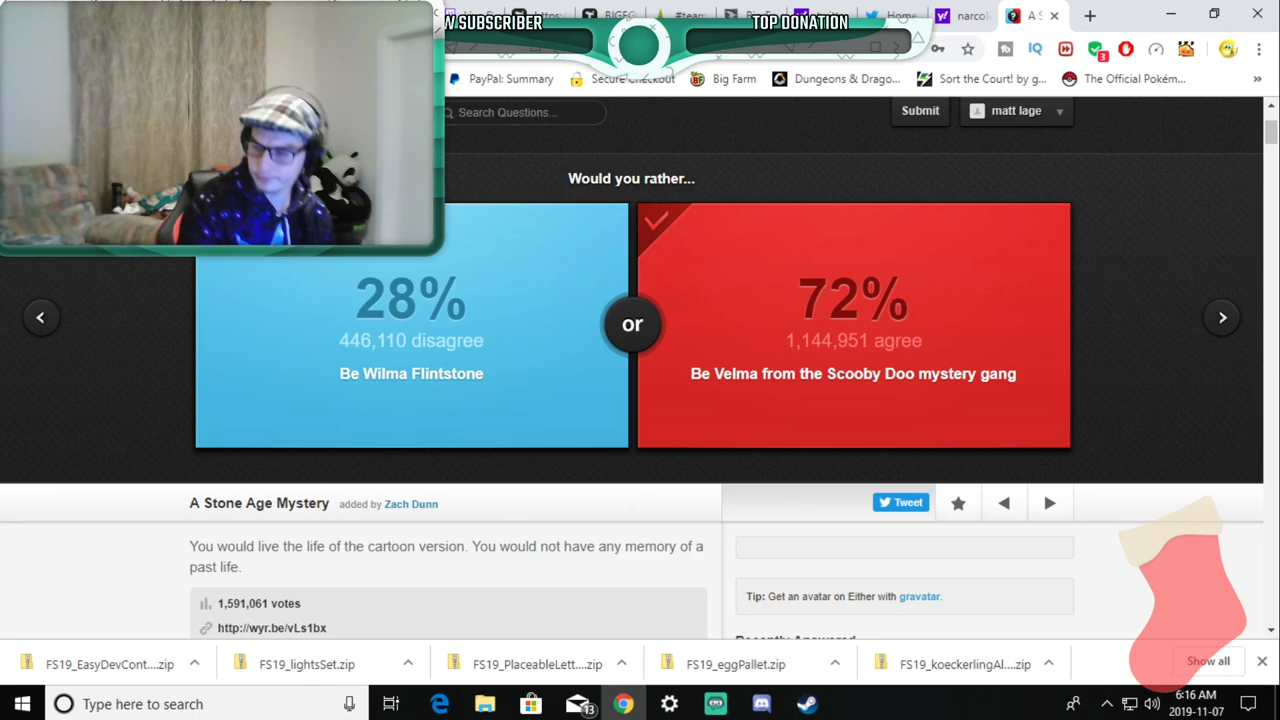 W SUBSCRIBER
TOP DONATION
narcol
A S
PayPal: Summary
Secure Checkout
Big Farm
Dungeons & Drago...
Sort the Court! by g...
The Official Pokém...
Search Questions...
Submit
matt lage
Would you rather...
28%
446,110 disagree
Be Wilma Flintstone
or
72%
1,144,951 agree
Be Velma from the Scooby Doo mystery gang
A Stone Age Mystery added by Zach Dunn
Tweet
You would live the life of the cartoon version. You would not have any memory of a
past life.
1,591,061 votes
http://wyr.be/vLs1bx
Tip: Get an avatar on Either with gravatar.
Recently Answered
FS19_EasyDevCont....zip
FS19_lightsSet.zip
FS19_PlaceableLett....zip
FS19_eggPallet.zip
FS19_koeckerlingAl....zip
Show all
Type here to search
13
6:16 AM
2019-11-07